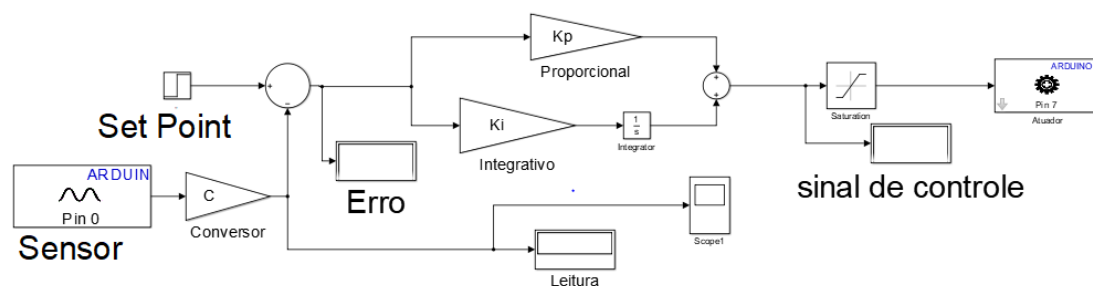 Kp
Proporcional
Set Point
+
−
Ki
Integrativo
1
s
Integrator
+
+
Saturation
ARDUINO
Pin 7
Atuador
ARDUIN
Pin 0
Sensor
C
Conversor
Erro
sinal de controle
Scope1
Leitura